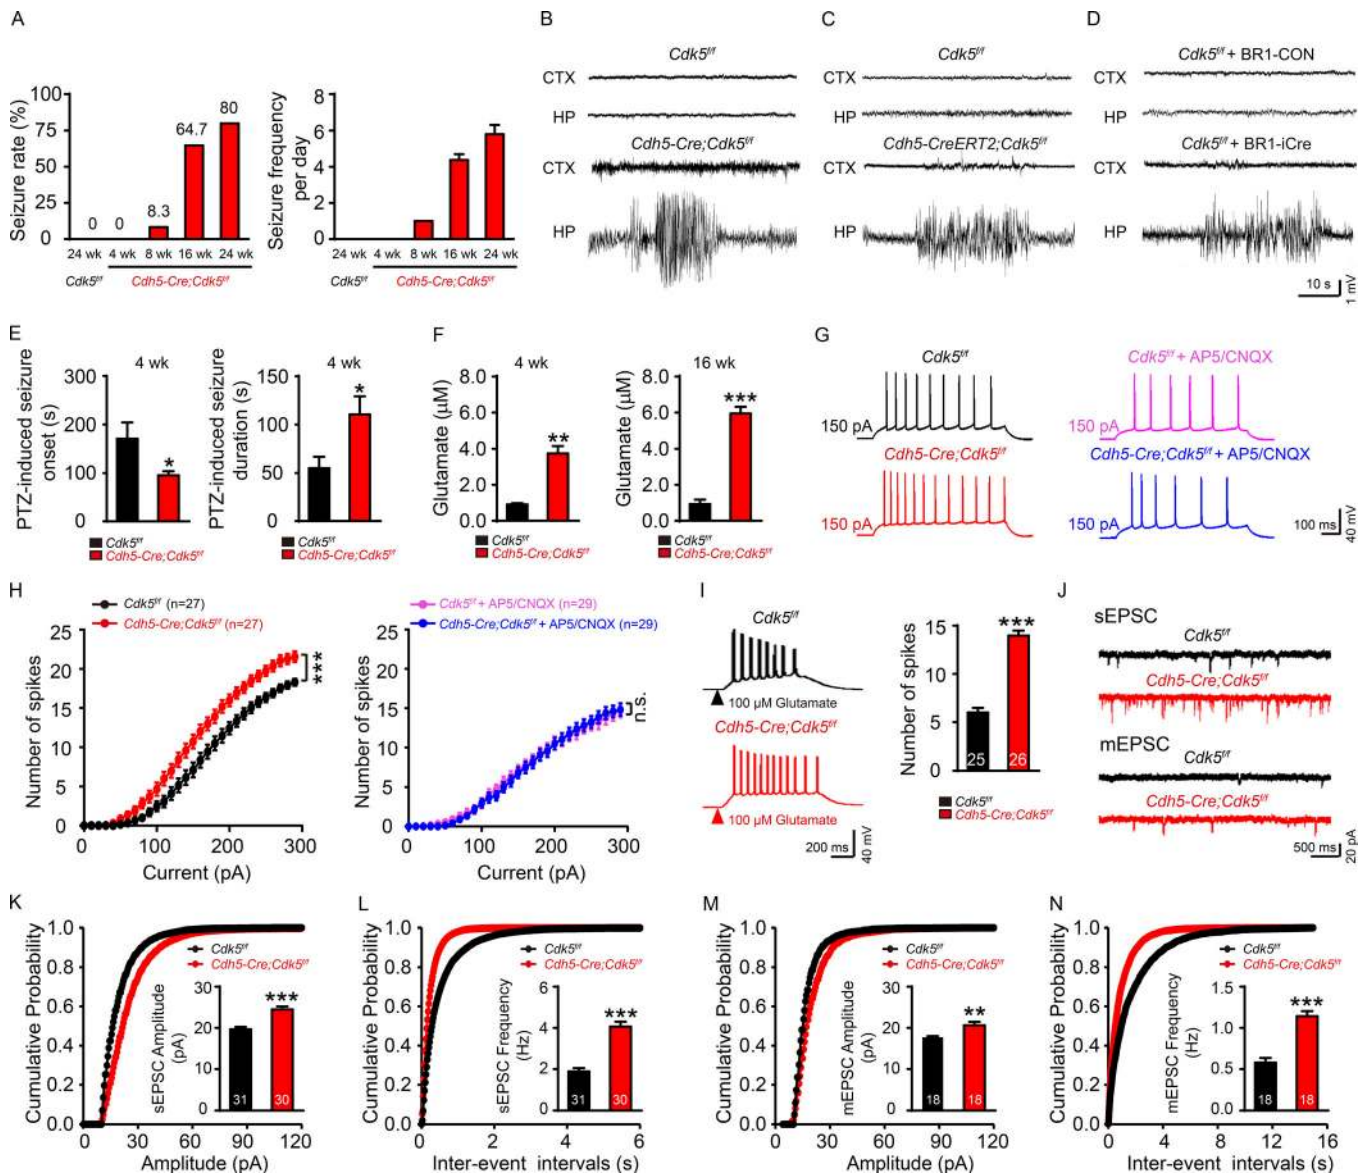 A
Seizure rate (%)
100
75
50
25
0
0
0
8.3
64.7
80
24 wk
4 wk
8 wk
16 wk
24 wk
Cdk5f/f
Cdh5-Cre;Cdk5f/f
Seizure frequency
per day
8
6
4
2
0
24 wk
4 wk
8 wk
16 wk
24 wk
Cdk5f/f
Cdh5-Cre;Cdk5f/f
B
Cdk5f/f
CTX
HP
Cdh5-Cre;Cdk5f/f
CTX
HP
C
Cdk5f/f
CTX
HP
Cdh5-CreERT2;Cdk5f/f
CTX
HP
D
Cdk5f/f + BR1-CON
CTX
HP
Cdk5f/f + BR1-iCre
CTX
HP
10 s
1 mV
E
4 wk
PTZ-induced seizure
onset (s)
300
200
100
0
*
Cdk5f/f
Cdh5-Cre;Cdk5f/f
4 wk
PTZ-induced seizure
duration (s)
150
100
50
0
*
Cdk5f/f
Cdh5-Cre;Cdk5f/f
F
4 wk
Glutamate (μM)
8.0
6.0
4.0
2.0
0.0
**
Cdk5f/f
Cdh5-Cre;Cdk5f/f
16 wk
Glutamate (μM)
8.0
6.0
4.0
2.0
0.0
***
Cdk5f/f
Cdh5-Cre;Cdk5f/f
G
Cdk5f/f
150 pA
Cdh5-Cre;Cdk5f/f
150 pA
Cdk5f/f + AP5/CNQX
150 pA
Cdh5-Cre;Cdk5f/f + AP5/CNQX
150 pA
100 ms
40 mV
H
Cdk5f/f (n=27)
Cdh5-Cre;Cdk5f/f (n=27)
Number of spikes
25
20
15
10
5
0
0
100
200
300
Current (pA)
***
Cdk5f/f + AP5/CNQX (n=29)
Cdh5-Cre;Cdk5f/f + AP5/CNQX (n=29)
Number of spikes
25
20
15
10
5
0
0
100
200
300
Current (pA)
n.s.
I
Cdk5f/f
100 μM Glutamate
Cdh5-Cre;Cdk5f/f
100 μM Glutamate
200 ms
40 mV
Number of spikes
15
10
5
0
***
25
26
Cdk5f/f
Cdh5-Cre;Cdk5f/f
J
sEPSC
Cdk5f/f
Cdh5-Cre;Cdk5f/f
mEPSC
Cdk5f/f
Cdh5-Cre;Cdk5f/f
500 ms
20 pA
K
Cumulative Probability
1.0
0.8
0.6
0.4
0.2
0.0
0
30
60
90
120
Amplitude (pA)
Cdk5f/f
Cdh5-Cre;Cdk5f/f
sEPSC Amplitude
(pA)
30
20
10
0
***
31
30
L
Cumulative Probability
1.0
0.8
0.6
0.4
0.2
0.0
0
2
4
6
Inter-event intervals (s)
Cdk5f/f
Cdh5-Cre;Cdk5f/f
sEPSC Frequency
(Hz)
6
4
2
0
***
31
30
M
Cumulative Probability
1.0
0.8
0.6
0.4
0.2
0.0
0
30
60
90
120
Amplitude (pA)
Cdk5f/f
Cdh5-Cre;Cdk5f/f
mEPSC Amplitude
(pA)
30
20
10
0
**
18
18
N
Cumulative Probability
1.0
0.8
0.6
0.4
0.2
0.0
0
4
8
12
16
Inter-event intervals (s)
Cdk5f/f
Cdh5-Cre;Cdk5f/f
mEPSC Frequency
(Hz)
1.5
1.0
0.5
0.0
***
18
18